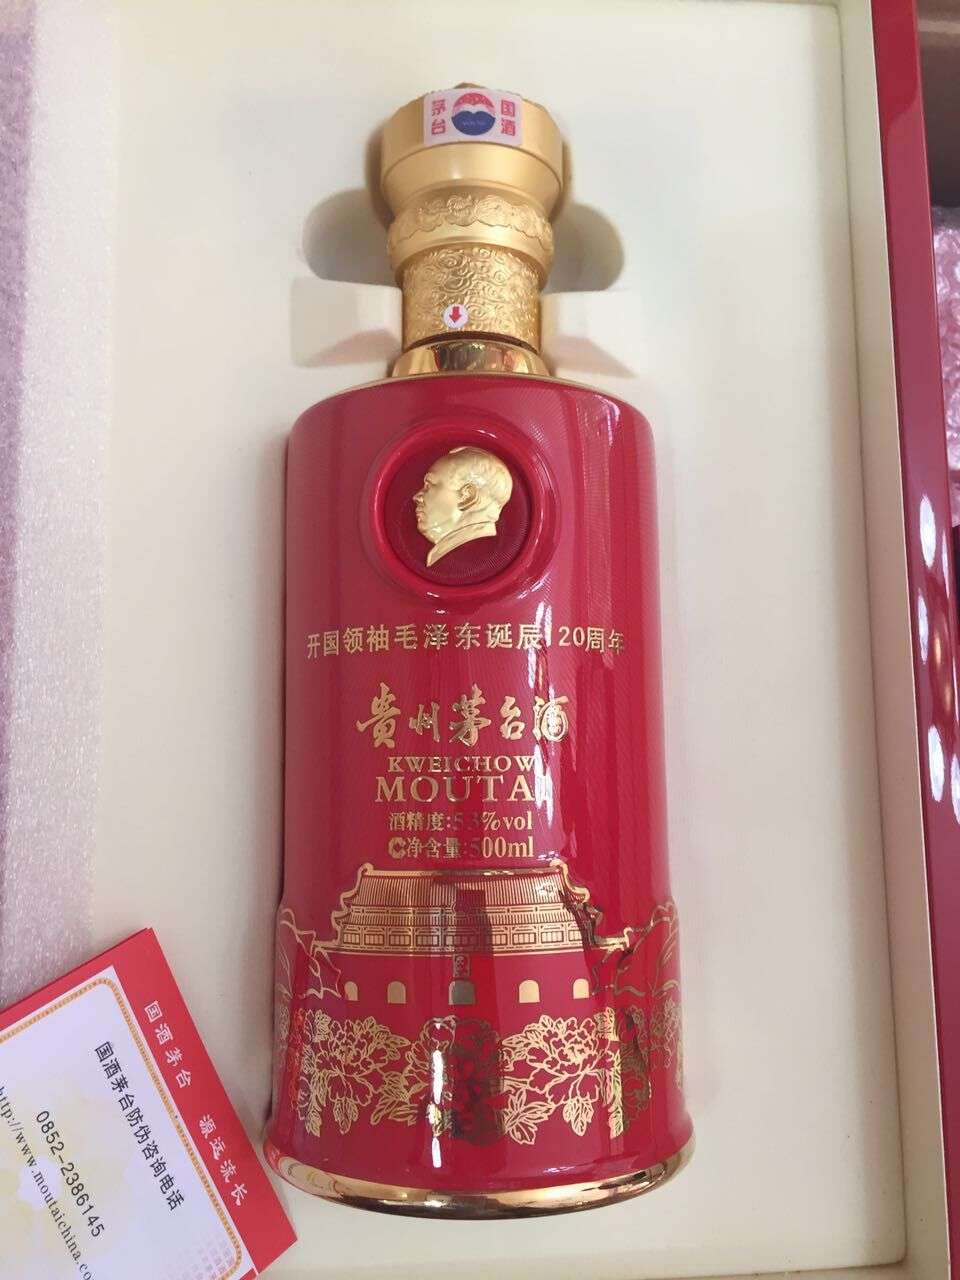 国酒
茅台
开国领袖毛泽东诞辰120周年
贵州茅台酒
KWEICHOW
MOUTAI
酒精度:53%vol
净含量:500ml
国酒茅台 源远流长
国酒茅台防伪咨询电话
0852-2386145
http://www.moutaichina.co